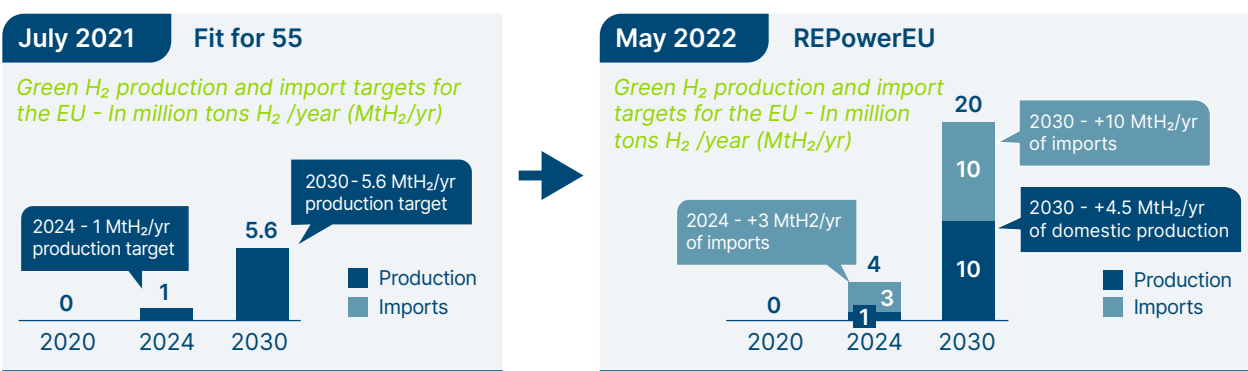 July 2021
Fit for 55
Green H₂ production and import targets for
the EU - In million tons H₂ /year (MtH₂/yr)
2024 - 1 MtH₂/yr
production target
2030 - 5.6 MtH₂/yr
production target
0
1
5.6
Production
Imports
2020
2024
2030
May 2022
REPowerEU
Green H₂ production and import
targets for the EU - In million
tons H₂ /year (MtH₂/yr)
20
2030 - +10 MtH₂/yr
of imports
10
2024 - +3 MtH2/yr
of imports
2030 - +4.5 MtH₂/yr
of domestic production
4
10
0
3
1
Production
Imports
2020
2024
2030